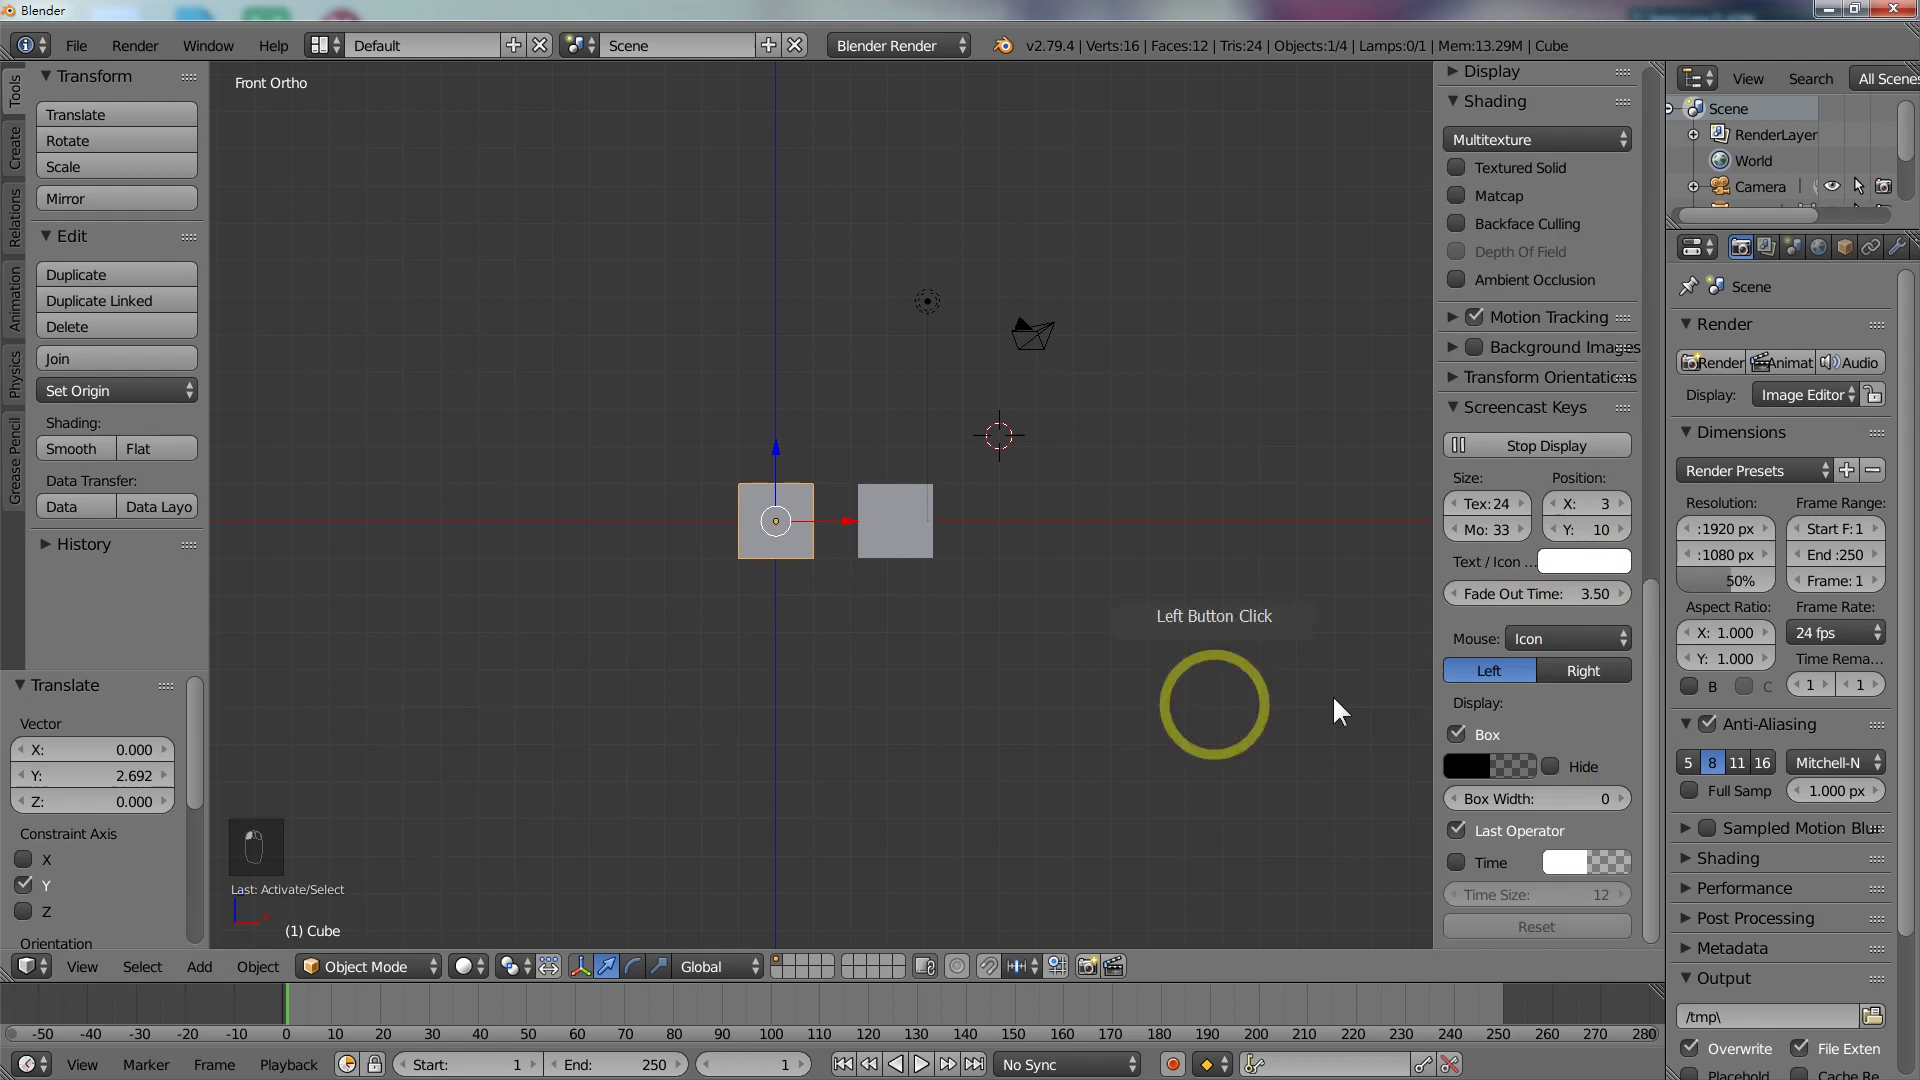 Blender
File Render Window Help Default Scene Blender Render v2.79.4 | Verts:16 | Faces:12 | Tris:24 | Objects:1/4 | Lamps:0/1 | Mem:13.29M | Cube
Tools
Create
Relations
Animation
Physics
Grease Pencil
Transform
Translate
Rotate
Scale
Mirror
Edit
Duplicate
Duplicate Linked
Delete
Join
Set Origin
Shading:
Smooth Flat
Data Transfer:
Data Data Layo
History
Translate
Vector
X: 0.000
Y: 2.692
Z: 0.000
Constraint Axis
X
Y
Z
Orientation
Front Ortho
Left Button Click
Last: Activate/Select
(1) Cube
Display
Shading
Multitexture
Textured Solid
Matcap
Backface Culling
Depth Of Field
Ambient Occlusion
Motion Tracking
Background Images
Transform Orientations
Screencast Keys
Stop Display
Size: Position:
Tex:24 X: 3
Mo: 33 Y: 10
Text / Icon ...
Fade Out Time: 3.50
Mouse: Icon
Left Right
Display:
Box
Hide
Box Width: 0
Last Operator
Time
Time Size: 12
Reset
View Search All Scenes
Scene
RenderLayer
World
Camera
Scene
Render
Render Animat Audio
Display: Image Editor
Dimensions
Render Presets
Resolution: Frame Range:
:1920 px Start F: 1
:1080 px End :250
50% Frame: 1
Aspect Ratio: Frame Rate:
X: 1.000 24 fps
Y: 1.000 Time Rema...
B C 1 1
Anti-Aliasing
5 8 11 16 Mitchell-N
Full Samp 1.000 px
Sampled Motion Blu
Shading
Performance
Post Processing
Metadata
Output
/tmp\
Overwrite File Exten
Placehold Cache Re
View Select Add Object Object Mode Global
-50 -40 -30 -20 -10 0 10 20 30 40 50 60 70 80 90 100 110 120 130 140 150 160 170 180 190 200 210 220 230 240 250 260 270 280
View Marker Frame Playback Start: 1 End: 250 1 No Sync